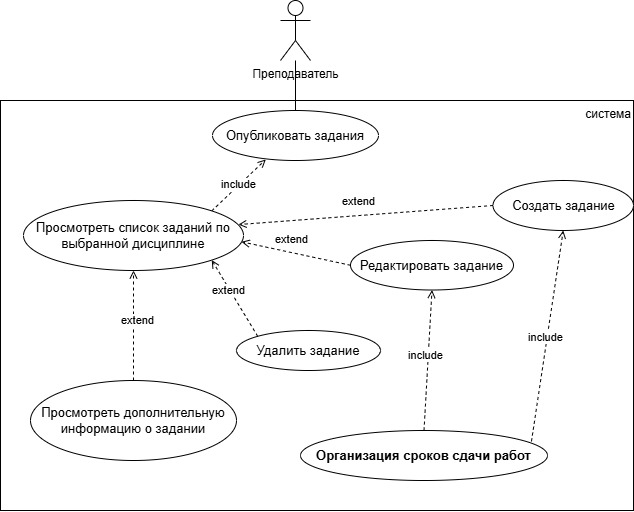 Преподаватель
система
Опубликовать задания
include
extend
Создать задание
Просмотреть список заданий по
выбранной дисциплине
extend
Редактировать задание
extend
extend
include
include
Удалить задание
Просмотреть дополнительную
информацию о задании
Организация сроков сдачи работ